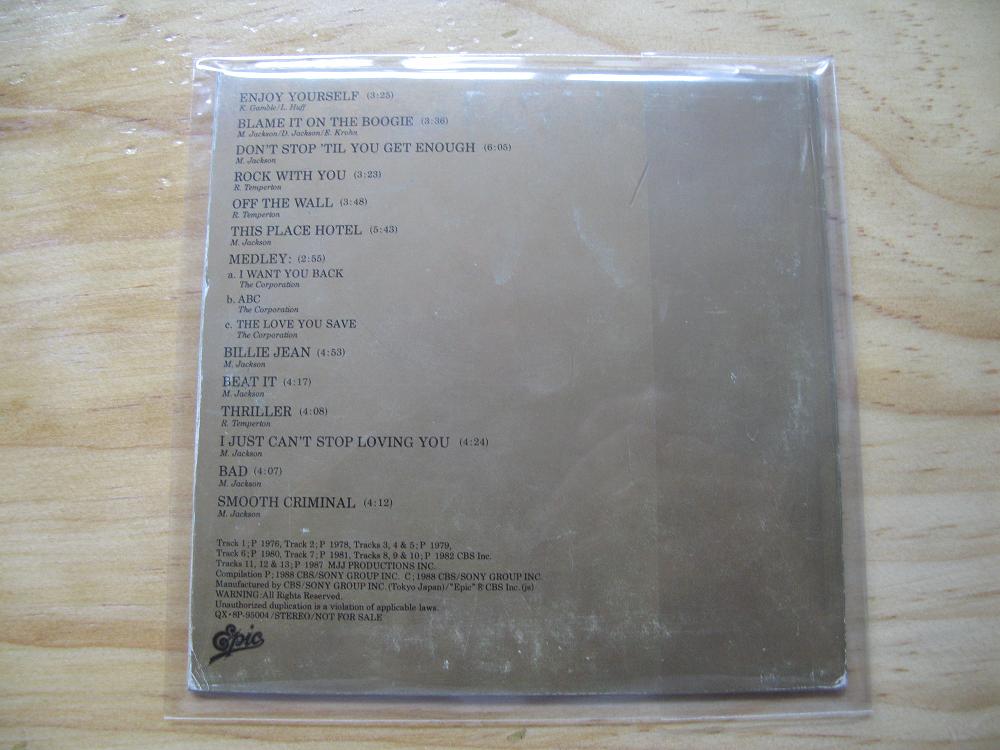 ENJOY YOURSELF (3:25)
K. Gamble/L. Huff
BLAME IT ON THE BOOGIE (3:36)
M. Jackson/D. Jackson/E. Krohn
DON'T STOP 'TIL YOU GET ENOUGH (6:05)
M. Jackson
ROCK WITH YOU (3:23)
R. Temperton
OFF THE WALL (3:48)
R. Temperton
THIS PLACE HOTEL (5:43)
M. Jackson
MEDLEY: (2:55)
a. I WANT YOU BACK
The Corporation
b. ABC
The Corporation
c. THE LOVE YOU SAVE
The Corporation
BILLIE JEAN (4:53)
M. Jackson
BEAT IT (4:17)
M. Jackson
THRILLER (4:08)
R. Temperton
I JUST CAN'T STOP LOVING YOU (4:24)
M. Jackson
BAD (4:07)
M. Jackson
SMOOTH CRIMINAL (4:12)
M. Jackson
Track 1;P 1976, Track 2;P 1978, Tracks 3, 4 & 5;P 1979,
Track 6;P 1980, Track 7;P 1981, Tracks 8, 9 & 10;P 1982 CBS Inc.
Tracks 11, 12 & 13;P 1987 MJJ PRODUCTIONS INC.
Compilation P;1988 CBS/SONY GROUP INC. C;1988 CBS/SONY GROUP INC.
Manufactured by CBS/SONY GROUP INC.(Tokyo Japan)/"Epic" ® CBS Inc.(js)
WARNING:All Rights Reserved.
Unauthorized duplication is a violation of applicable laws.
QX·8P-95004/STEREO/NOT FOR SALE
Epic